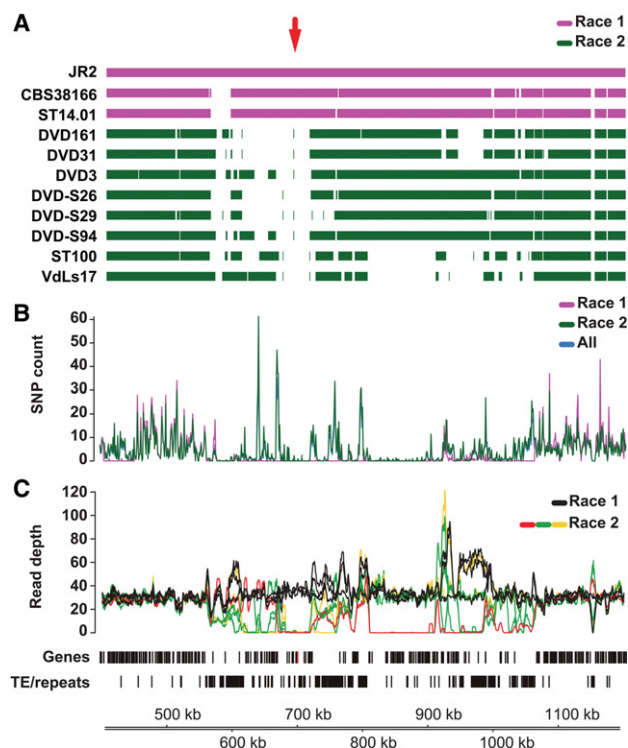 A
Race 1
Race 2
JR2
CBS38166
ST14.01
DVD161
DVD31
DVD3
DVD-S26
DVD-S29
DVD-S94
ST100
VdLs17
B
Race 1
Race 2
All
SNP count
60
50
40
30
20
10
0
C
Race 1
Race 2
Read depth
120
100
80
60
40
20
0
Genes
TE/repeats
500 kb
700 kb
900 kb
1100 kb
600 kb
800 kb
1000 kb